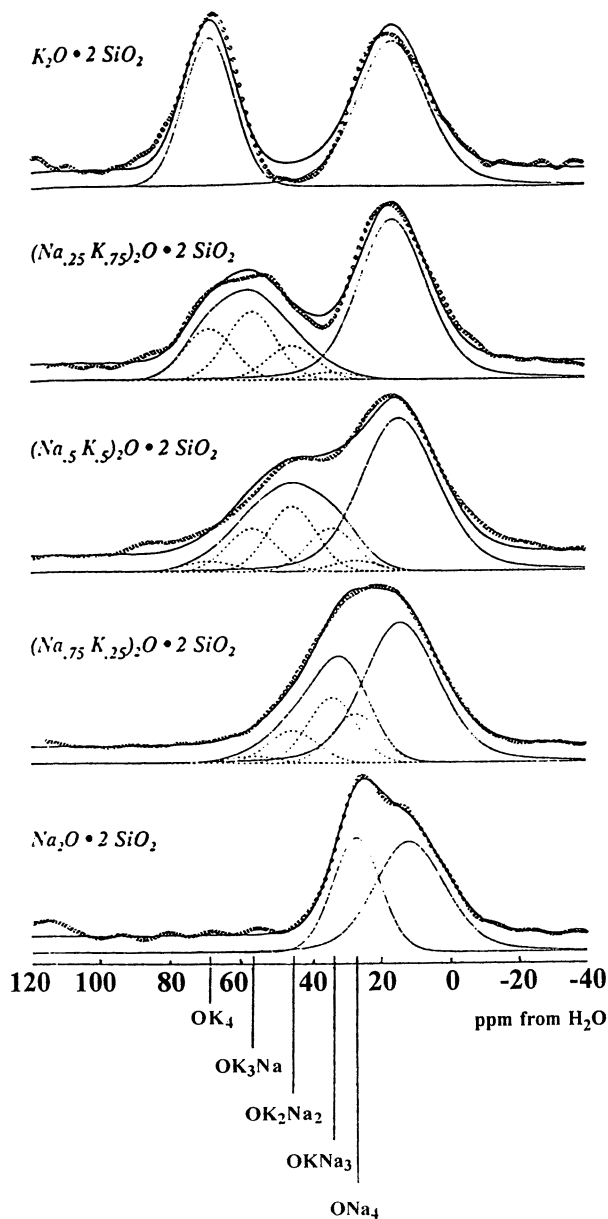 K₂O • 2 SiO₂
(Na.₂₅ K.₇₅)₂O • 2 SiO₂
(Na.₅ K.₅)₂O • 2 SiO₂
(Na.₇₅ K.₂₅)₂O • 2 SiO₂
Na₂O • 2 SiO₂
120 100 80 60 40 20 0 -20 -40
OK₄ ppm from H₂O
OK₃Na
OK₂Na₂
OKNa₃
ONa₄